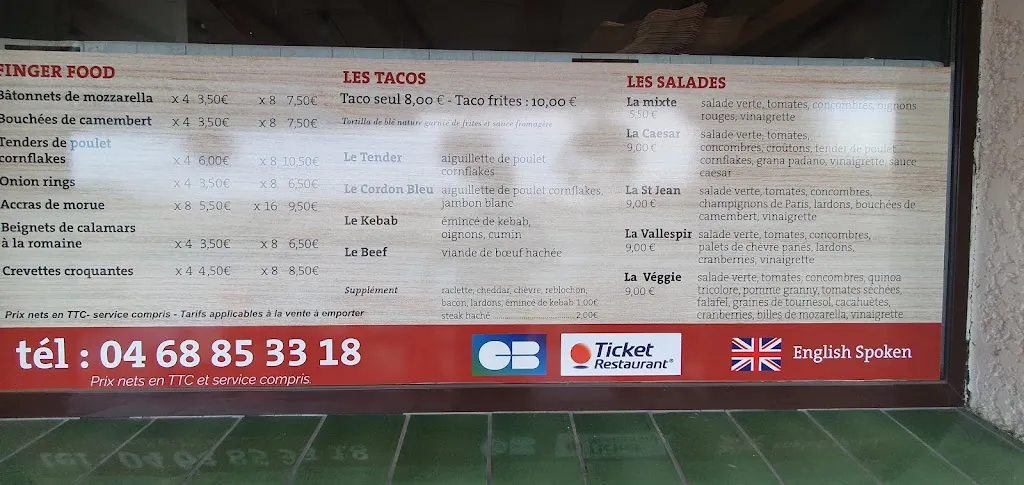 FINGER FOOD
Bâtonnets de mozzarella x 4 3,50€ x 8 7,50€
Bouchées de camembert x 4 3,50€ x 8 7,50€
Tenders de poulet
cornflakes x 4 6,00€ x 8 10,50€
Onion rings x 4 3,50€ x 8 6,50€
Accras de morue x 8 5,50€ x 16 9,50€
Beignets de calamars
à la romaine x 4 3,50€ x 8 6,50€
Crevettes croquantes x 4 4,50€ x 8 8,50€
Prix nets en TTC- service compris - Tarifs applicables à la vente à emporter
LES TACOS
Taco seul 8,00 € - Taco frites : 10,00 €
Tortilla de blé nature garnie de frites et sauce fromagère
Le Tender aiguillette de poulet
cornflakes
Le Cordon Bleu aiguillette de poulet cornflakes,
jambon blanc
Le Kebab émincé de kebab,
oignons, cumin
Le Beef viande de bœuf hachée
Supplément raclette, cheddar, chèvre, reblochon,
bacon, lardons, émincé de kebab 1,00€
steak haché 2,00€
LES SALADES
La mixte salade verte, tomates, concombres, oignons
5,50 € rouges, vinaigrette
La Caesar salade verte, tomates,
9,00 € concombres, croûtons, tender de poulet
cornflakes, grana padano, vinaigrette, sauce
caesar
La St Jean salade verte, tomates, concombres,
9,00 € champignons de Paris, lardons, bouchées de
camembert, vinaigrette
La Vallespir salade verte, tomates, concombres,
9,00 € palets de chèvre panés, lardons,
cranberries, vinaigrette
La Véggie salade verte, tomates, concombres, quinoa
9,00 € tricolore, pomme granny, tomates séchées,
falafel, graines de tournesol, cacahuètes,
cranberries, billes de mozarella, vinaigrette
tél : 04 68 85 33 18
Prix nets en TTC et service compris.
CB
Ticket
Restaurant®
English Spoken